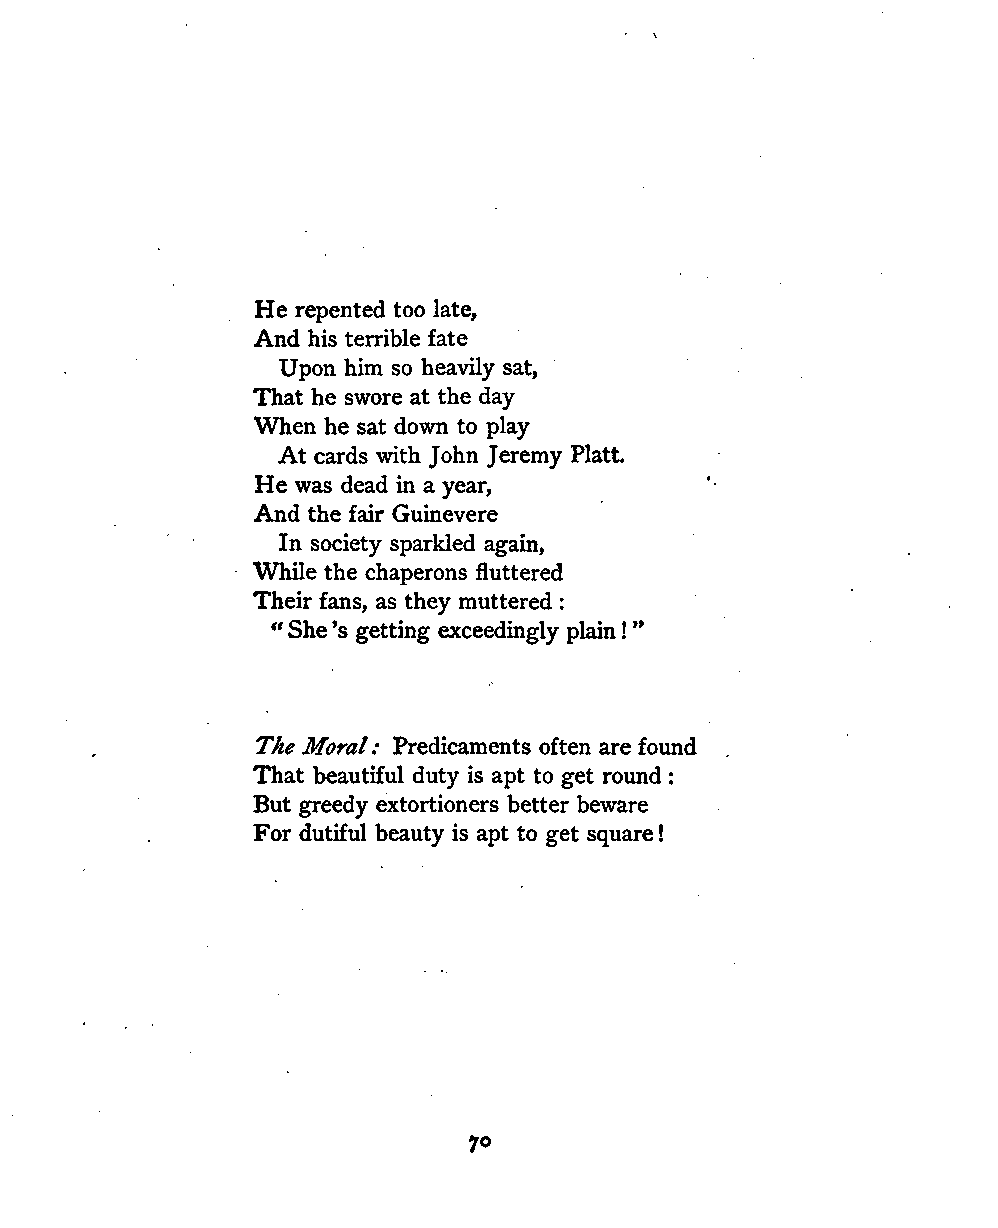 He repented too late,
And his terrible fate
Upon him so heavily sat,
That he swore at the day
When he sat down to play
At cards with John Jeremy Platt.
He was dead in a year,
And the fair Guinevere
In society sparkled again,
While the chaperons fluttered
Their fans, as they muttered :
“ She ’s getting exceedingly plain ! ”
The Moral : Predicaments often are found
That beautiful duty is apt to get round :
But greedy extortioners better beware
For dutiful beauty is apt to get square !
70